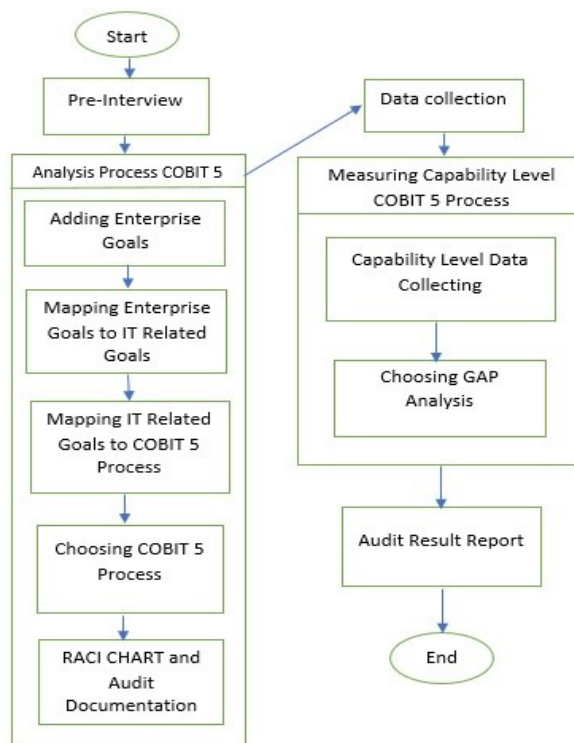 Start
Pre-Interview
Analysis Process COBIT 5
Adding Enterprise
Goals
Mapping Enterprise
Goals to IT Related
Goals
Mapping IT Related
Goals to COBIT 5
Process
Choosing COBIT 5
Process
RACI CHART and
Audit
Documentation
Data collection
Measuring Capability Level
COBIT 5 Process
Capability Level Data
Collecting
Choosing GAP
Analysis
Audit Result Report
End